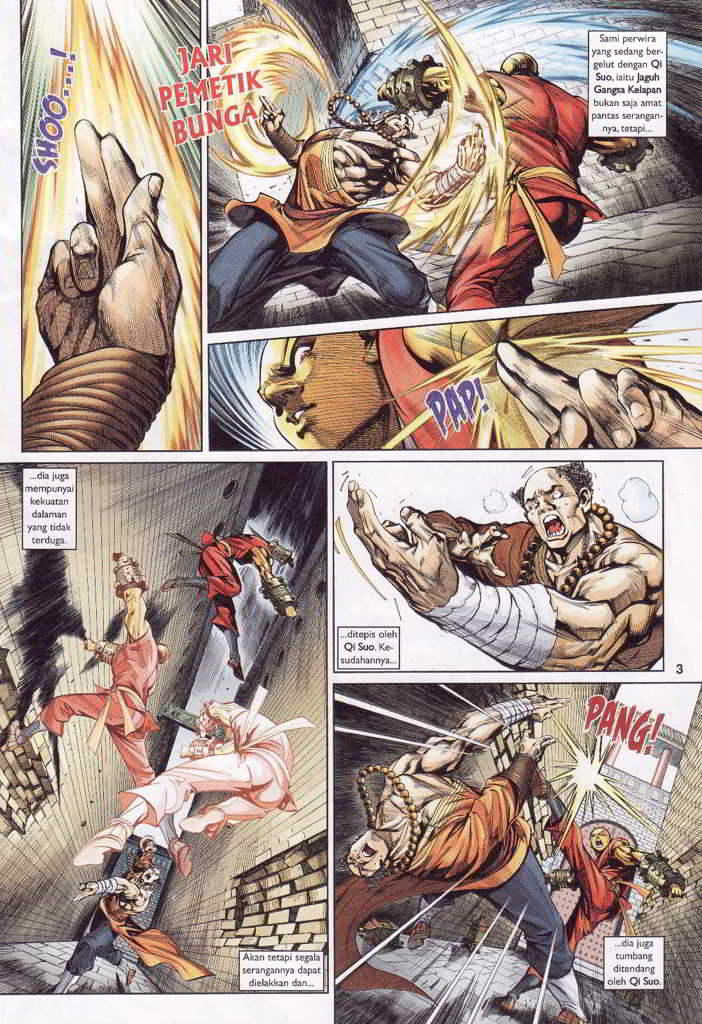 SHOO....!
JARI
PEMETIK
BUNGA
Sami perwira
yang sedang ber-
gelut dengan Qi
Suo, iaitu Jaguh
Gangsa Kelapan
bukan saja amat
pantas serangan-
nya, tetapi...
PAP!
...dia juga
mempunyai
kekuatan
dalaman
yang tidak
terduga.
...ditepis oleh
Qi Suo. Ke-
sudahannya...
3
Akan tetapi segala
serangannya dapat
dielakkan dan...
PANG!
...dia juga
tumbang
ditendang
oleh Qi Suo.